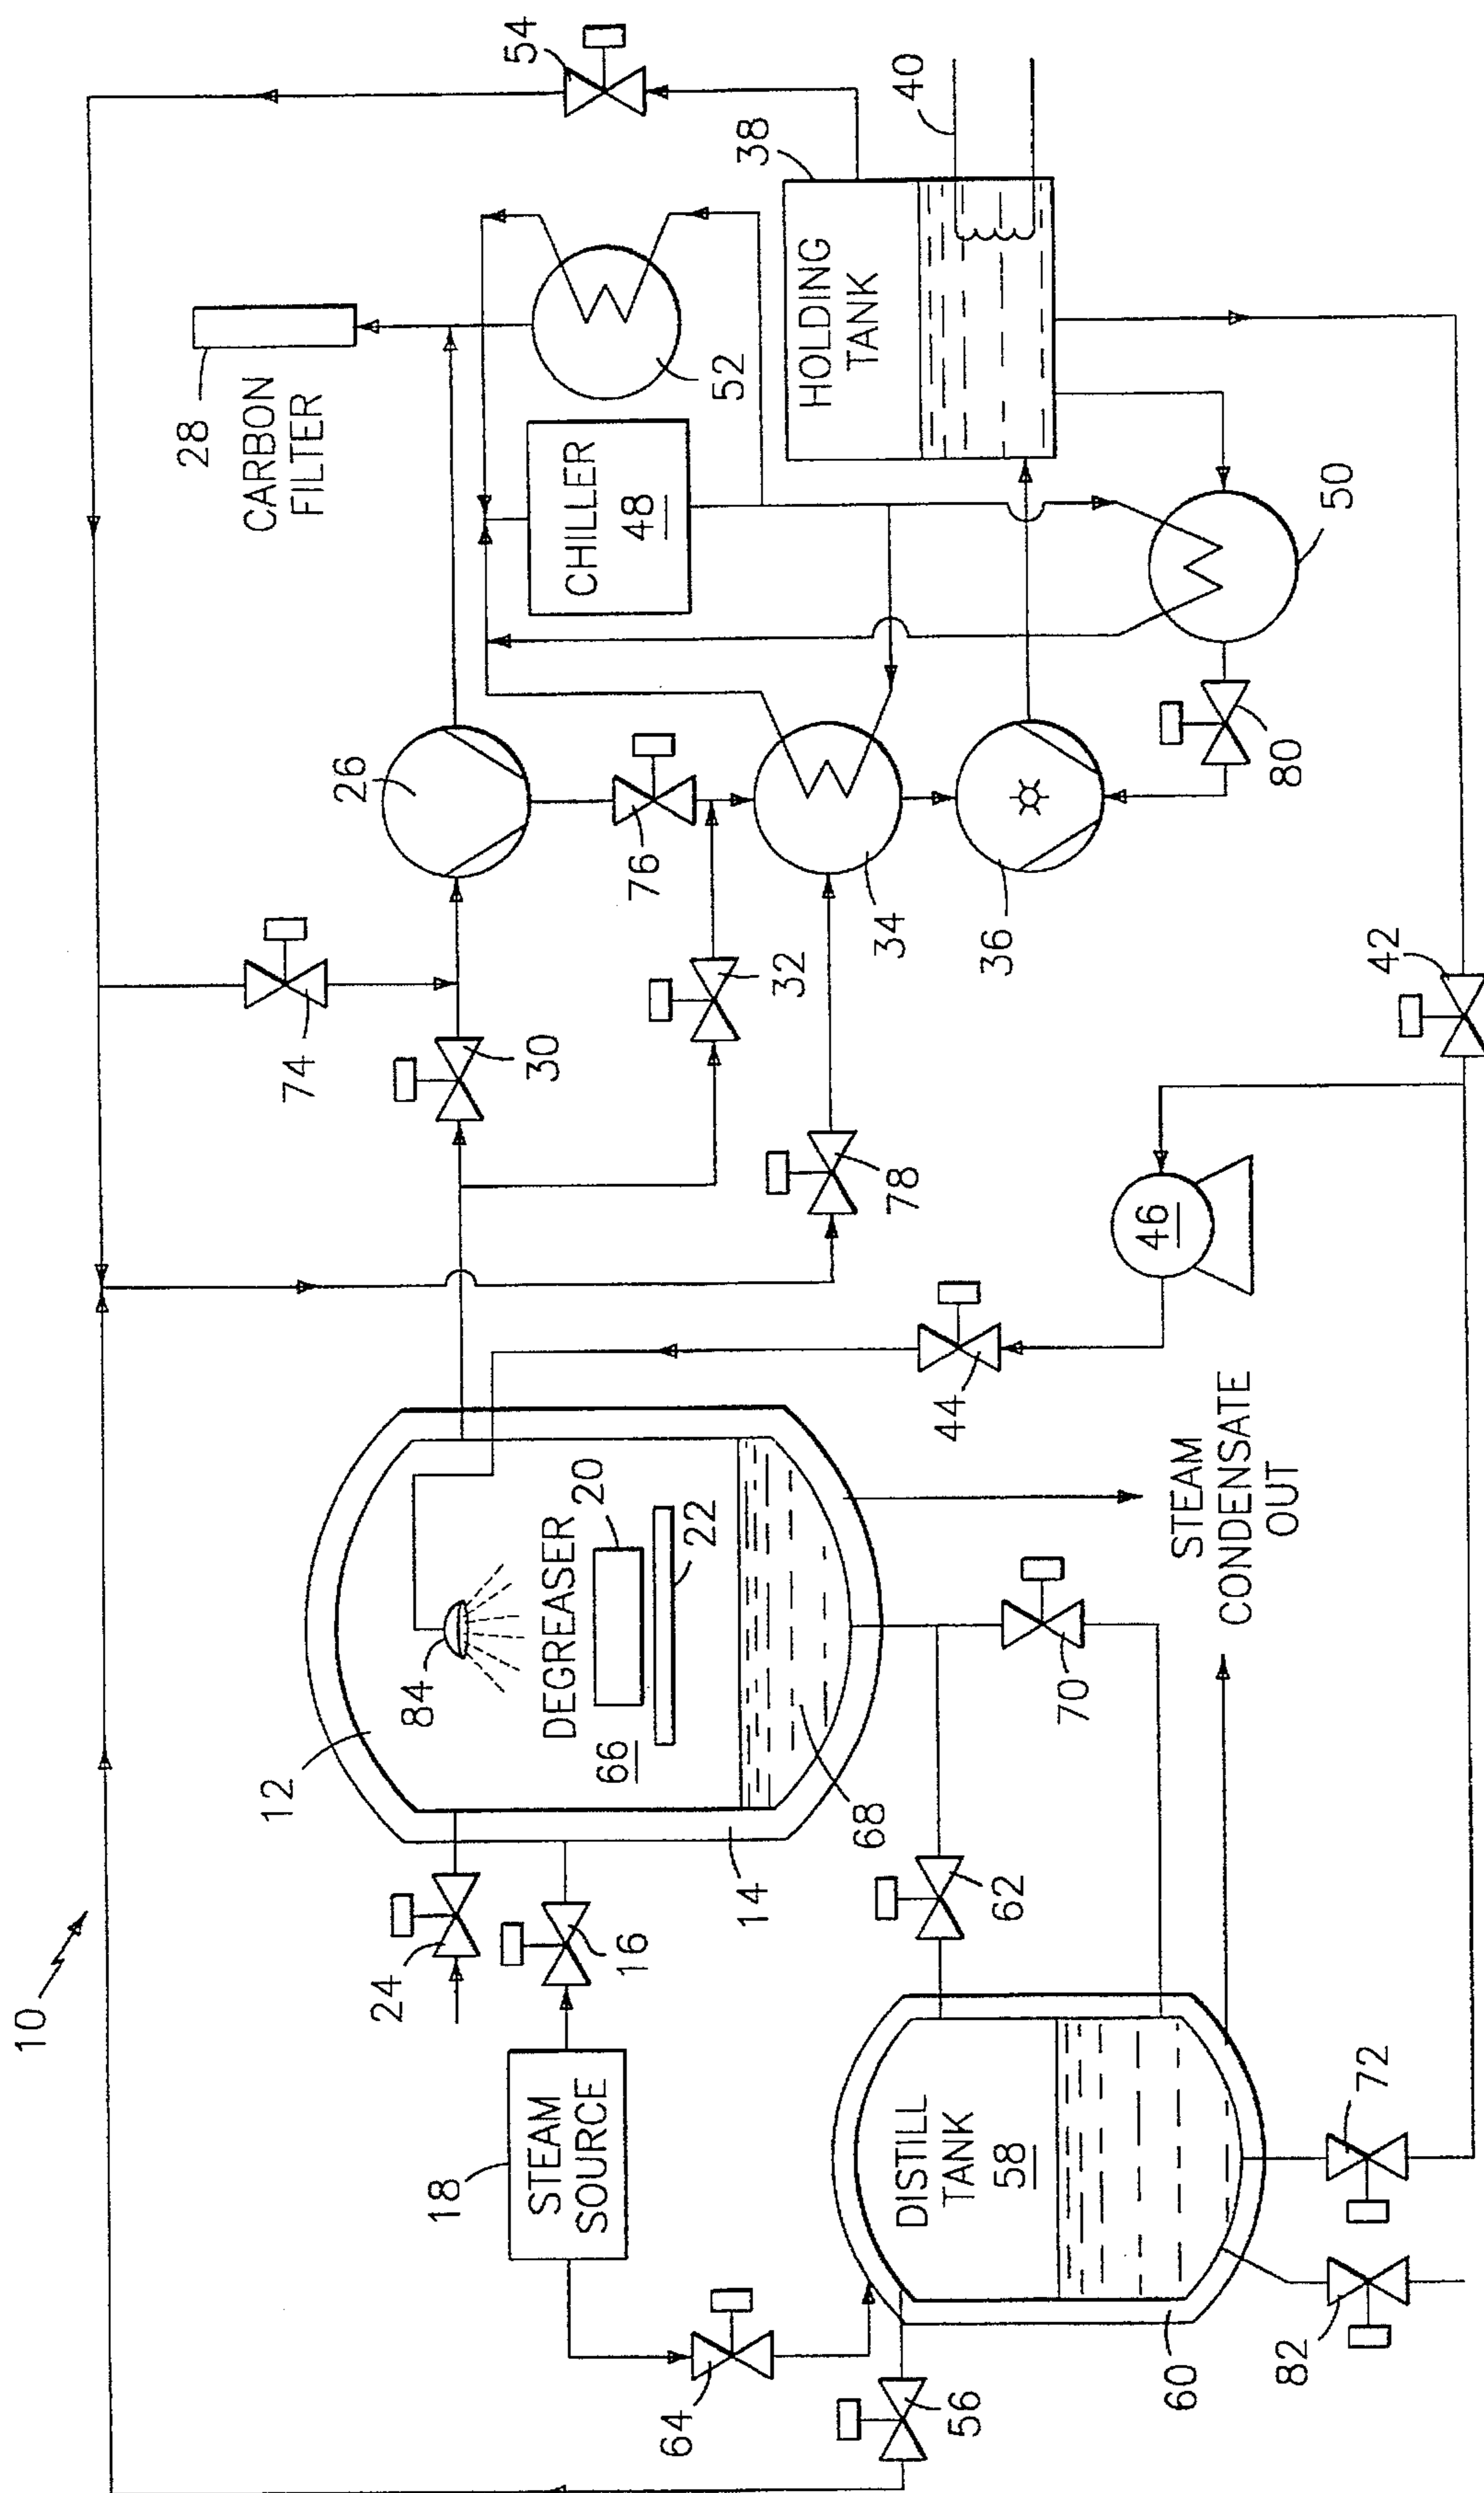 10
12
84
DEGREASER
66
20
22
68
14
24
16
18
STEAM
SOURCE
64
56
DISTILL
TANK
58
60
82
72
62
70
STEAM
CONDENSATE
OUT
44
46
42
78
30
74
32
76
26
34
36
80
50
CHILLER
48
52
28
CARBON
FILTER
HOLDING
TANK
38
40
54